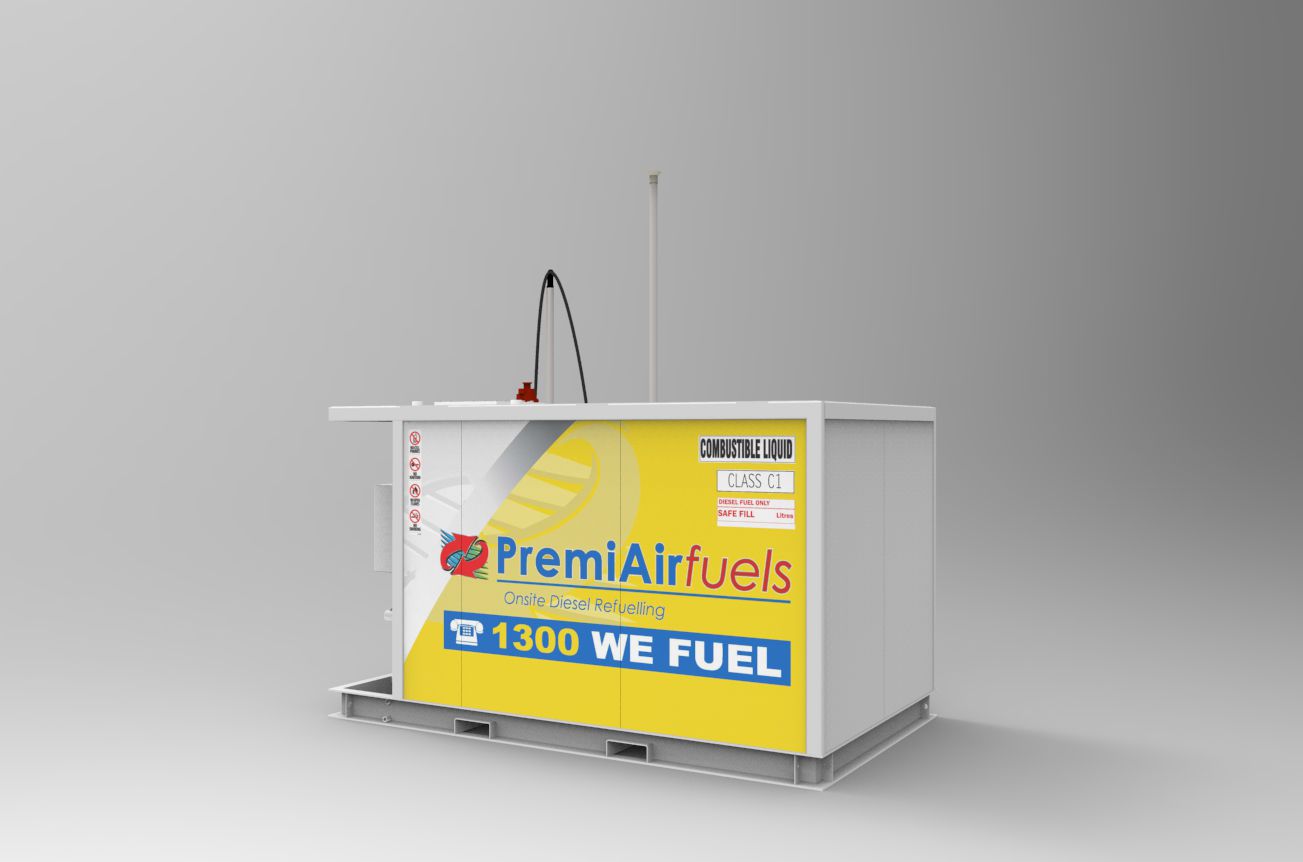 COMBUSTIBLE LIQUID
CLASS C1
DIESEL FUEL ONLY
SAFE FILL Litres
PremiAirfuels
Onsite Diesel Refuelling
1300 WE FUEL